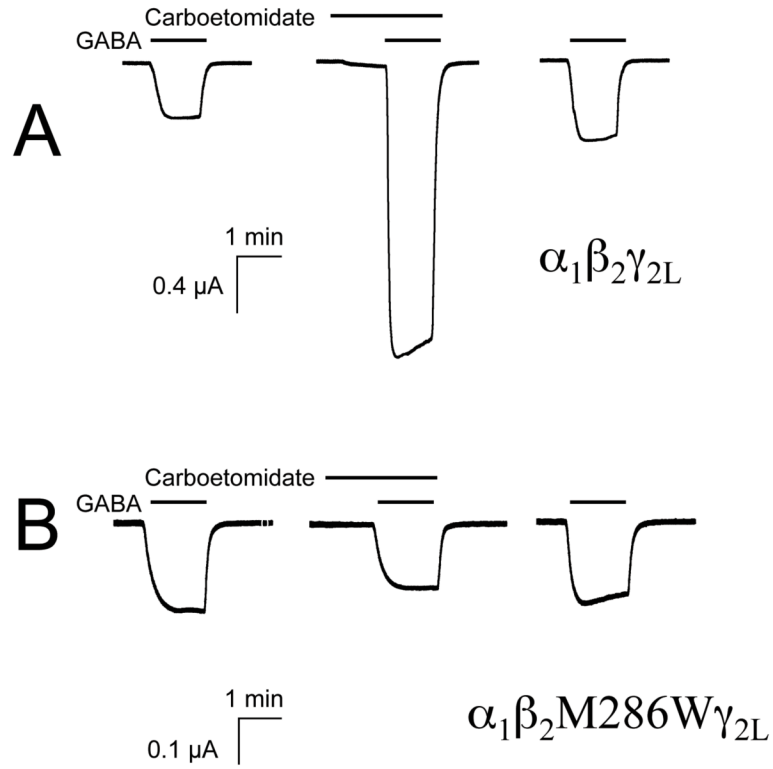 Carboetomidate
GABA
A
1 min
0.4 µA
α₁β₂γ₂L
Carboetomidate
GABA
B
1 min
0.1 µA
α₁β₂M286Wγ₂L